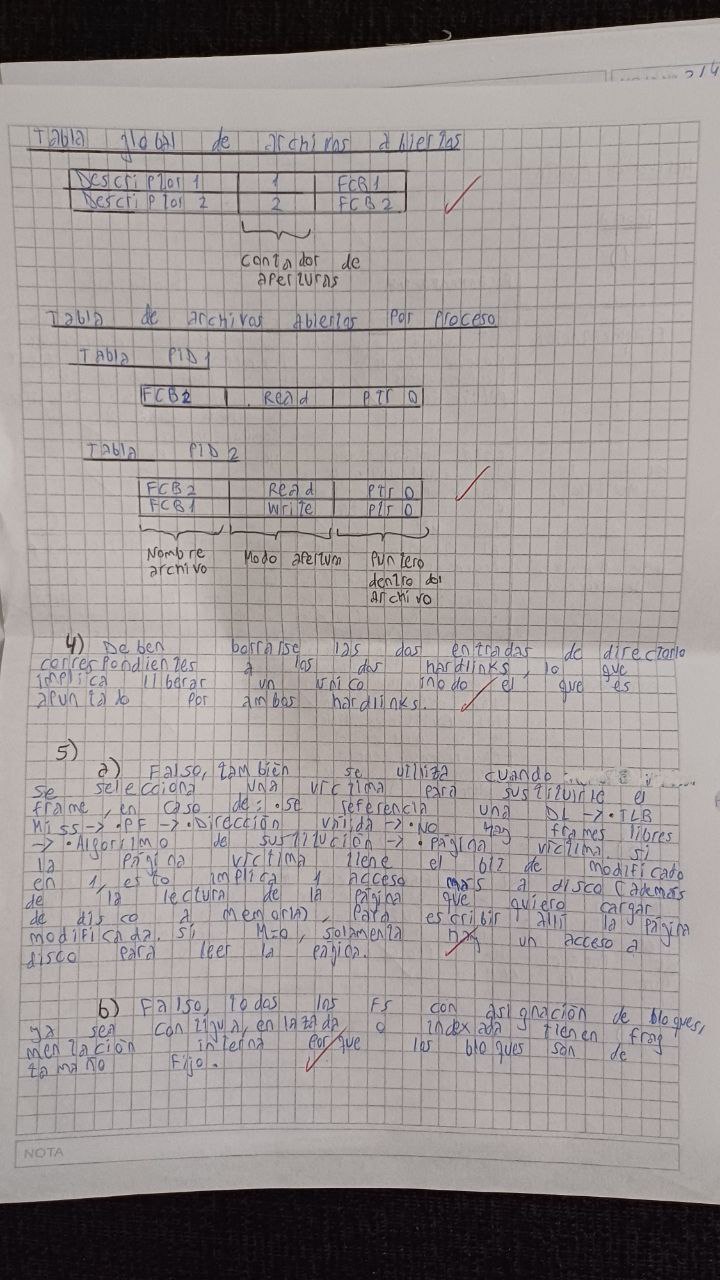 214
Tabla global de archivos abiertos
Descriptor 1 1 FCB1
Descriptor 2 2 FCB2
contador de
aperturas
Tabla de archivos abiertos por proceso
Tabla PID1
FCB2 Read Ptr 0
Tabla PID 2
FCB2 Read Ptr 0
FCB1 Write Ptr 0
Nombre archivo Modo apertura Puntero dentro del archivo
4) Deben borrarse las dos entradas de directorio
correspondientes a los dos hardlinks, lo que
implica liberar un único inodo el que es
apuntado por ambos hardlinks.
5)
a) Falso, también se utiliza cuando
se selecciona una víctima para sustituirle el
frame, en caso de: • Se referencia una DL → • TLB
Miss → • PF → • Dirección válida → • No hay frames libres
→ • Algoritmo de sustitución → • Página víctima. Si
la página víctima tiene el bit de modificado
en 1, esto implica 1 acceso más a disco (además
de la lectura de la página que quiero cargar
de disco a memoria), para escribir allí la página
modificada. Si M=0, solamente hay un acceso a
disco para leer la página.
b) Falso, todos los FS con asignación de bloques,
ya sea contigua, enlazada, o indexada tienen frag
mentación interna porque los bloques son de
tamaño fijo.
NOTA